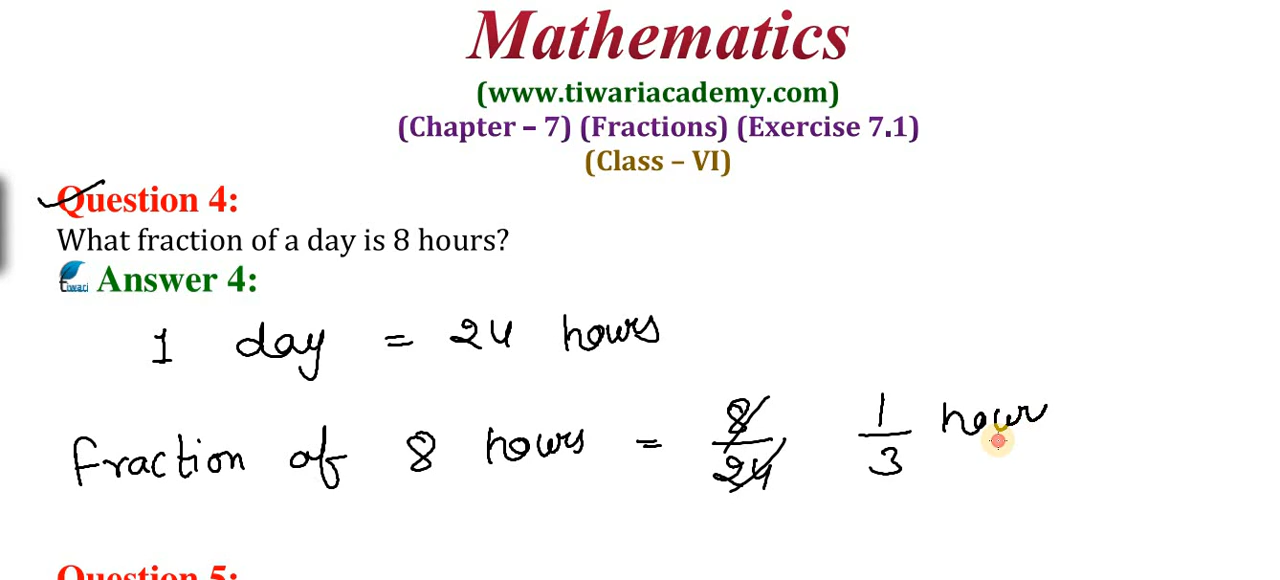 Mathematics
(www.tiwariacademy.com)
(Chapter – 7) (Fractions) (Exercise 7.1)
(Class – VI)
Question 4:
What fraction of a day is 8 hours?
Tiwari Answer 4:
1 day = 24 hours
fraction of 8 hours = 8/24 1/3 hour
Question 5: